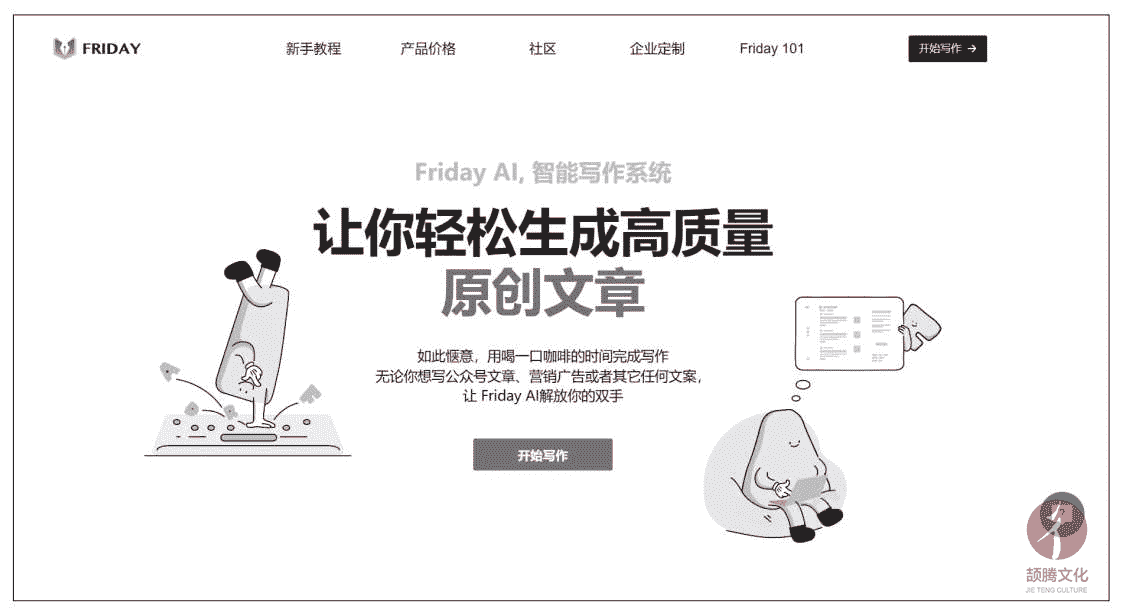 FRIDAY 新手教程 产品价格 社区 企业定制 Friday 101 开始写作 →
Friday AI, 智能写作系统
让你轻松生成高质量
原创文章
如此惬意，用喝一口咖啡的时间完成写作
无论你想写公众号文章、营销广告或者其它任何文案，
让 Friday AI解放你的双手
开始写作
颉腾文化
JIE TENG CULTURE